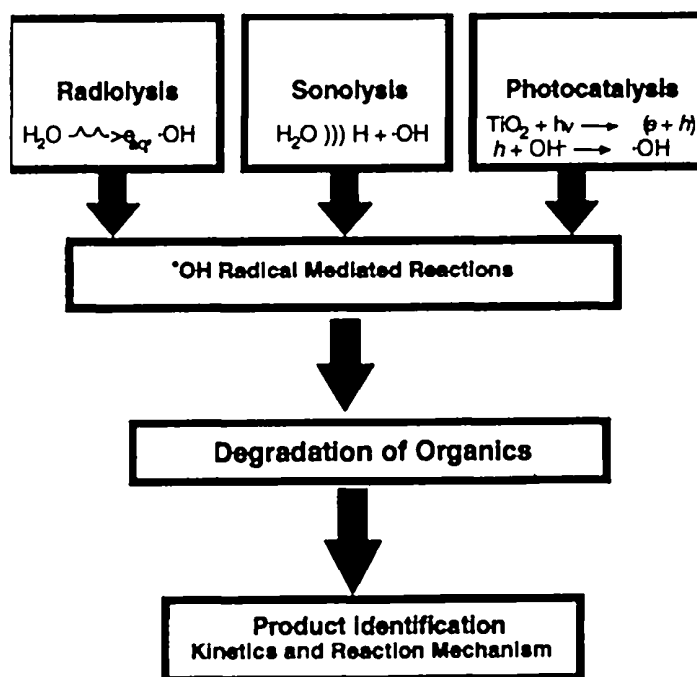 Radiolysis
H₂O -^-^->e aq, ·OH
Sonolysis
H₂O ))) H + ·OH
Photocatalysis
TiO₂ + hν ⟶ (e + h)
h + OH⁻ ⟶ ·OH
•OH Radical Mediated Reactions
Degradation of Organics
Product Identification
Kinetics and Reaction Mechanism